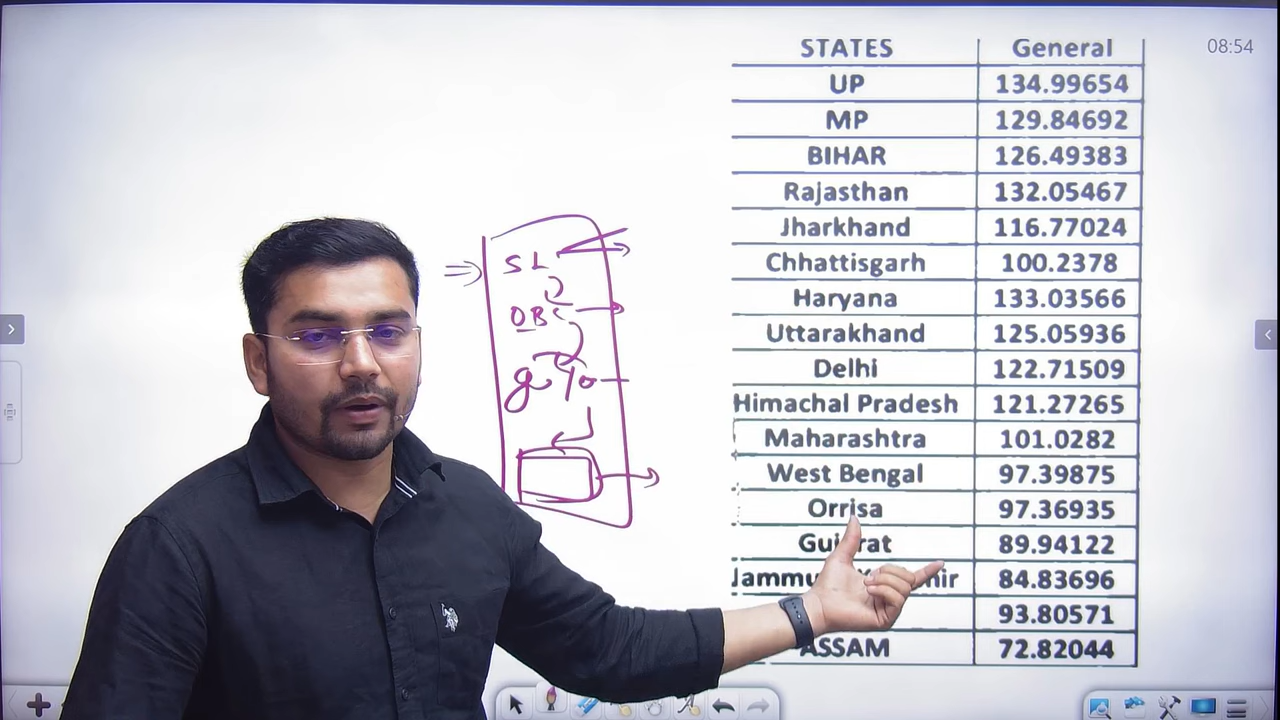 08:54
STATES General
UP 134.99654
MP 129.84692
BIHAR 126.49383
Rajasthan 132.05467
Jharkhand 116.77024
Chhattisgarh 100.2378
Haryana 133.03566
Uttarakhand 125.05936
Delhi 122.71509
Himachal Pradesh 121.27265
Maharashtra 101.0282
West Bengal 97.39875
Orrisa 97.36935
89.94122
84.83696
93.80571
ASSAM 72.82044
SL
OBC